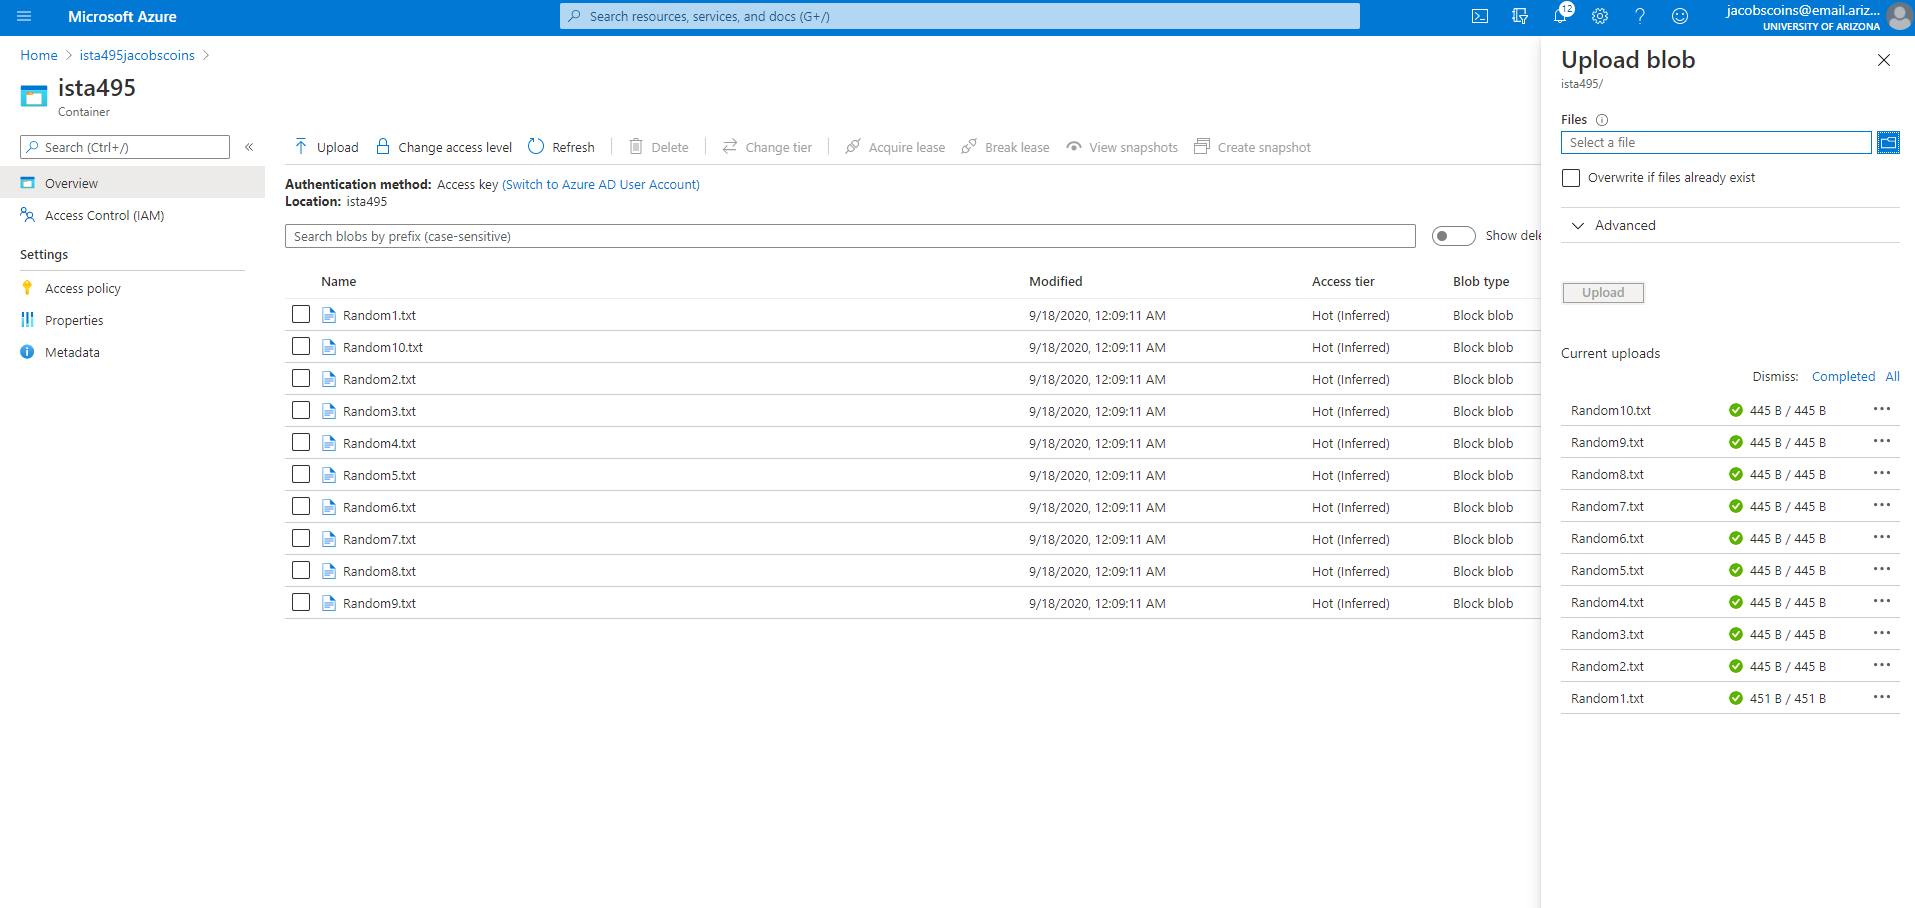 Microsoft Azure
Search resources, services, and docs (G+/)
12
jacobscoins@email.ariz...
UNIVERSITY OF ARIZONA
Home > ista495jacobscoins >
ista495
Container
Search (Ctrl+/)
«
Overview
Access Control (IAM)
Settings
Access policy
Properties
Metadata
Upload Change access level Refresh Delete Change tier Acquire lease Break lease View snapshots Create snapshot
Authentication method: Access key (Switch to Azure AD User Account)
Location: ista495
Search blobs by prefix (case-sensitive)
Show dele
Name Modified Access tier Blob type
Random1.txt 9/18/2020, 12:09:11 AM Hot (Inferred) Block blob
Random10.txt 9/18/2020, 12:09:11 AM Hot (Inferred) Block blob
Random2.txt 9/18/2020, 12:09:11 AM Hot (Inferred) Block blob
Random3.txt 9/18/2020, 12:09:11 AM Hot (Inferred) Block blob
Random4.txt 9/18/2020, 12:09:11 AM Hot (Inferred) Block blob
Random5.txt 9/18/2020, 12:09:11 AM Hot (Inferred) Block blob
Random6.txt 9/18/2020, 12:09:11 AM Hot (Inferred) Block blob
Random7.txt 9/18/2020, 12:09:11 AM Hot (Inferred) Block blob
Random8.txt 9/18/2020, 12:09:11 AM Hot (Inferred) Block blob
Random9.txt 9/18/2020, 12:09:11 AM Hot (Inferred) Block blob
Upload blob
ista495/
Files
Select a file
Overwrite if files already exist
Advanced
Upload
Current uploads
Dismiss: Completed All
Random10.txt 445 B / 445 B ...
Random9.txt 445 B / 445 B ...
Random8.txt 445 B / 445 B ...
Random7.txt 445 B / 445 B ...
Random6.txt 445 B / 445 B ...
Random5.txt 445 B / 445 B ...
Random4.txt 445 B / 445 B ...
Random3.txt 445 B / 445 B ...
Random2.txt 445 B / 445 B ...
Random1.txt 451 B / 451 B ...